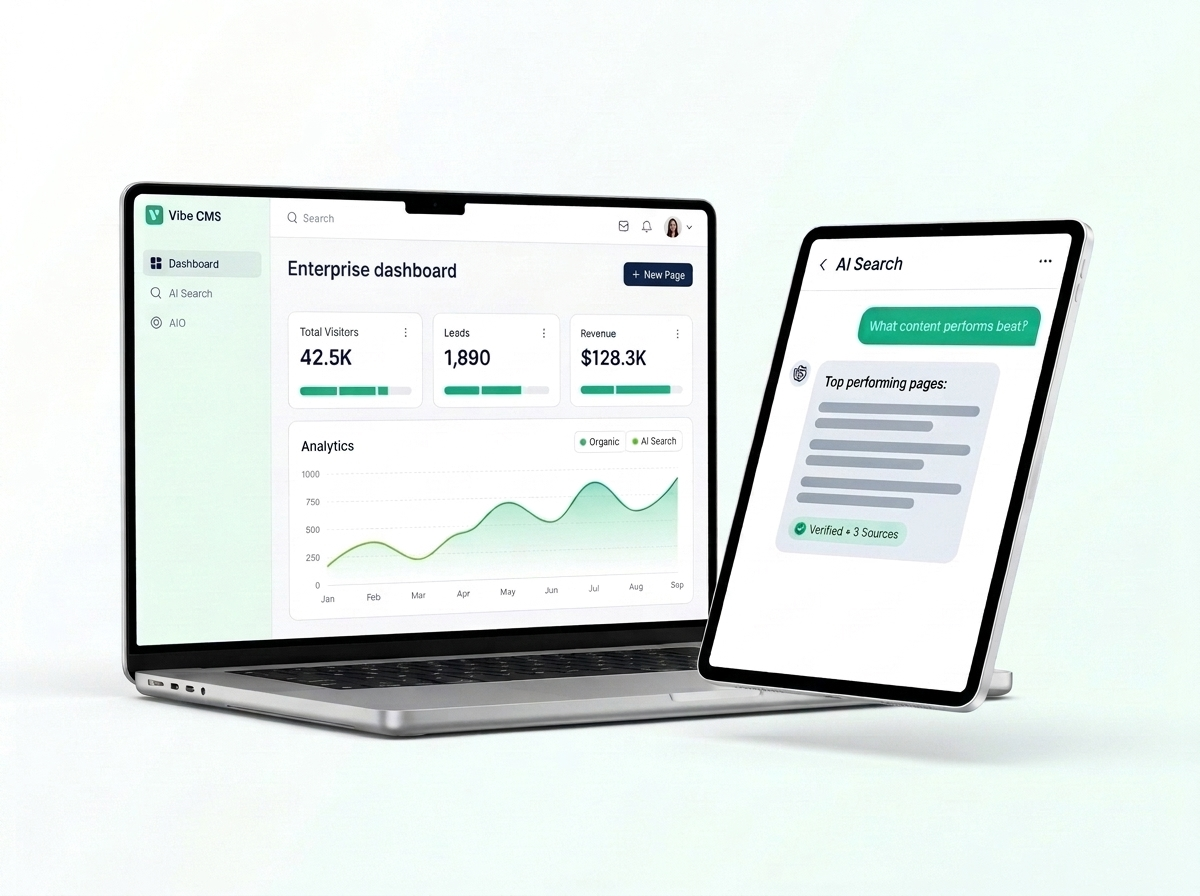 Vibe CMS
Search
Dashboard
AI Search
AIO
Enterprise dashboard
+ New Page
Total Visitors
42.5K
Leads
1,890
Revenue
$128.3K
Analytics
Organic
AI Search
1000
750
500
250
0
Jan
Feb
Mar
Apr
May
Jun
Jul
Aug
Sop
AI Search
What content performs beat?
Top performing pages:
Verified + 3 Sources